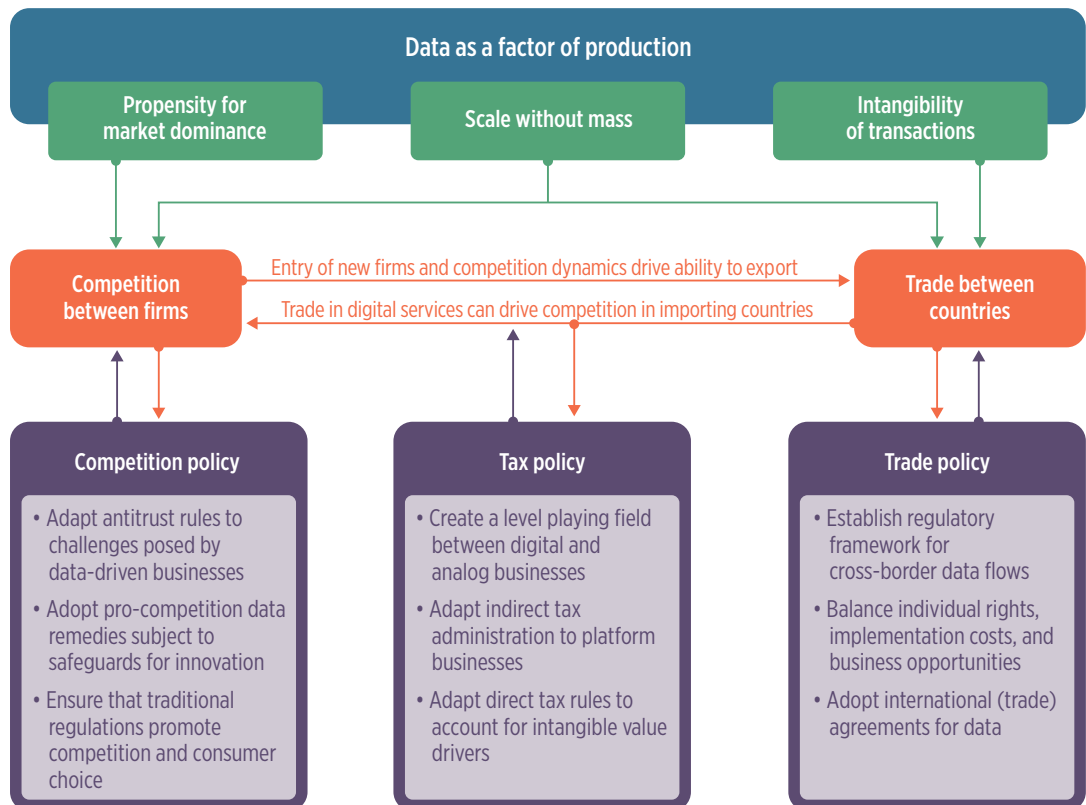 Data as a factor of production
Propensity for
market dominance
Scale without mass
Intangibility
of transactions
Competition
between firms
Entry of new firms and competition dynamics drive ability to export
Trade in digital services can drive competition in importing countries
Trade between
countries
Competition policy
• Adapt antitrust rules to
challenges posed by
data-driven businesses
• Adopt pro-competition data
remedies subject to
safeguards for innovation
• Ensure that traditional
regulations promote
competition and consumer
choice
Tax policy
• Create a level playing field
between digital and
analog businesses
• Adapt indirect tax
administration to platform
businesses
• Adapt direct tax rules to
account for intangible value
drivers
Trade policy
• Establish regulatory
framework for
cross-border data flows
• Balance individual rights,
implementation costs, and
business opportunities
• Adopt international (trade)
agreements for data